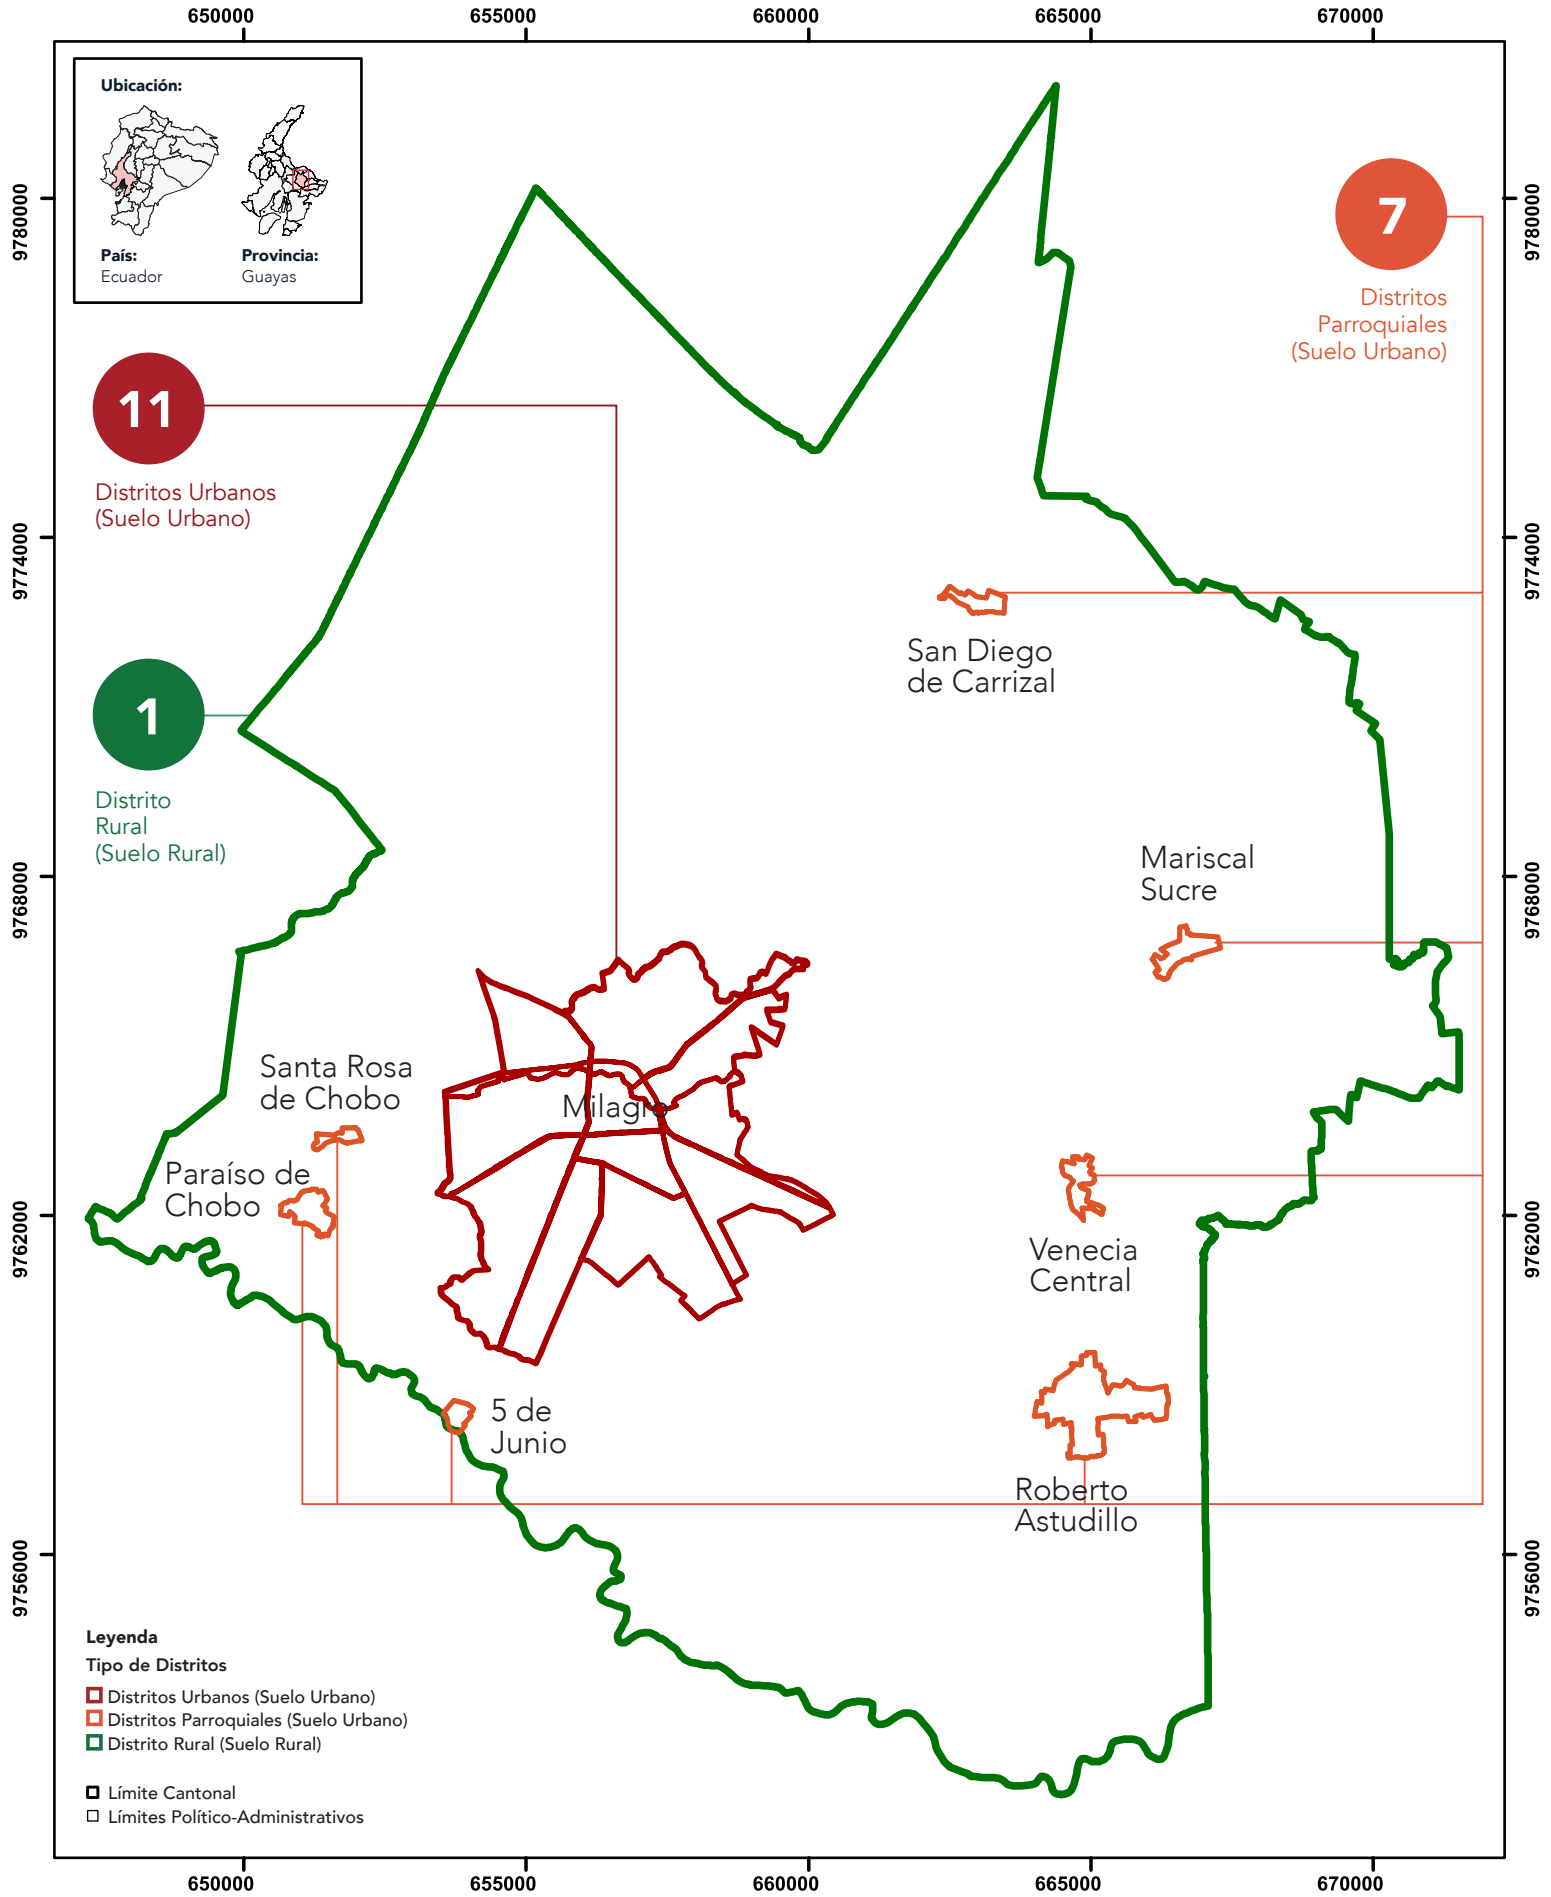 650000
655000
660000
665000
670000
Ubicación:
País:
Ecuador
Provincia:
Guayas
9780000
9780000
7
Distritos
Parroquiales
(Suelo Urbano)
11
Distritos Urbanos
(Suelo Urbano)
9774000
9774000
San Diego
de Carrizal
1
Distrito
Rural
(Suelo Rural)
Mariscal
Sucre
9768000
9768000
Santa Rosa
de Chobo
Milagro
Paraíso de
Chobo
9762000
9762000
Venecia
Central
5 de
Junio
Roberto
Astudillo
9756000
9756000
Leyenda
Tipo de Distritos
Distritos Urbanos (Suelo Urbano)
Distritos Parroquiales (Suelo Urbano)
Distrito Rural (Suelo Rural)
Límite Cantonal
Límites Político-Administrativos
650000
655000
660000
665000
670000